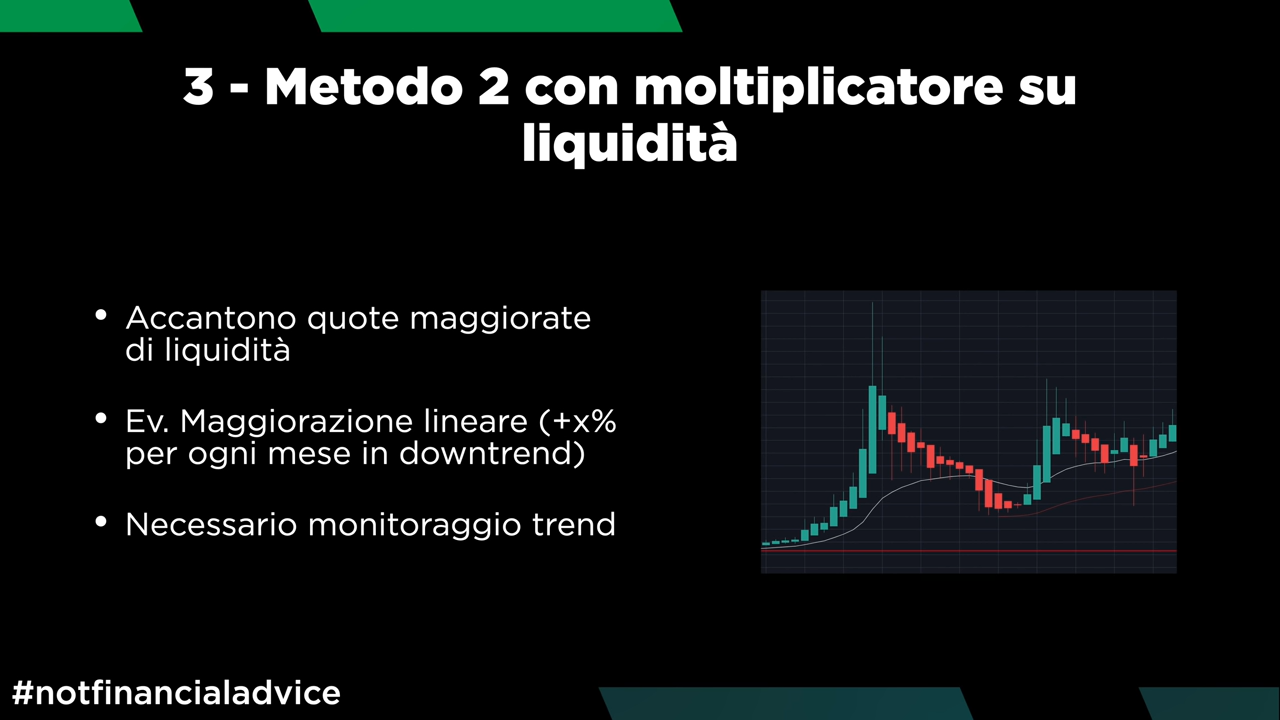 3 - Metodo 2 con moltiplicatore su
liquidità
• Accantono quote maggiorate
di liquidità
• Ev. Maggiorazione lineare (+x%
per ogni mese in downtrend)
• Necessario monitoraggio trend
#notfinancialadvice